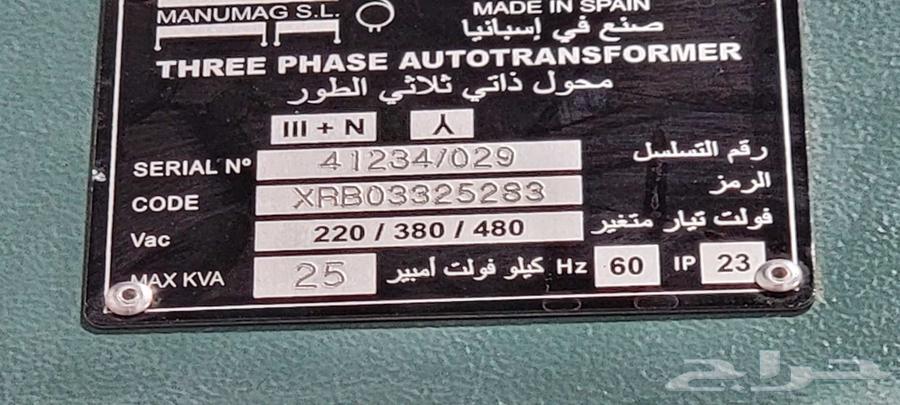 MANUMAG S.L.
MADE IN SPAIN
صنع في إسبانيا
THREE PHASE AUTOTRANSFORMER
محول ذاتي ثلاثي الطور
III + N
SERIAL Nº 41234/029 رقم التسلسل
CODE XRB03325283 الرمز
Vac 220 / 380 / 480 فولت تيار متغير
MAX KVA 25 كيلو فولت أمبير Hz 60 IP 23
حراج